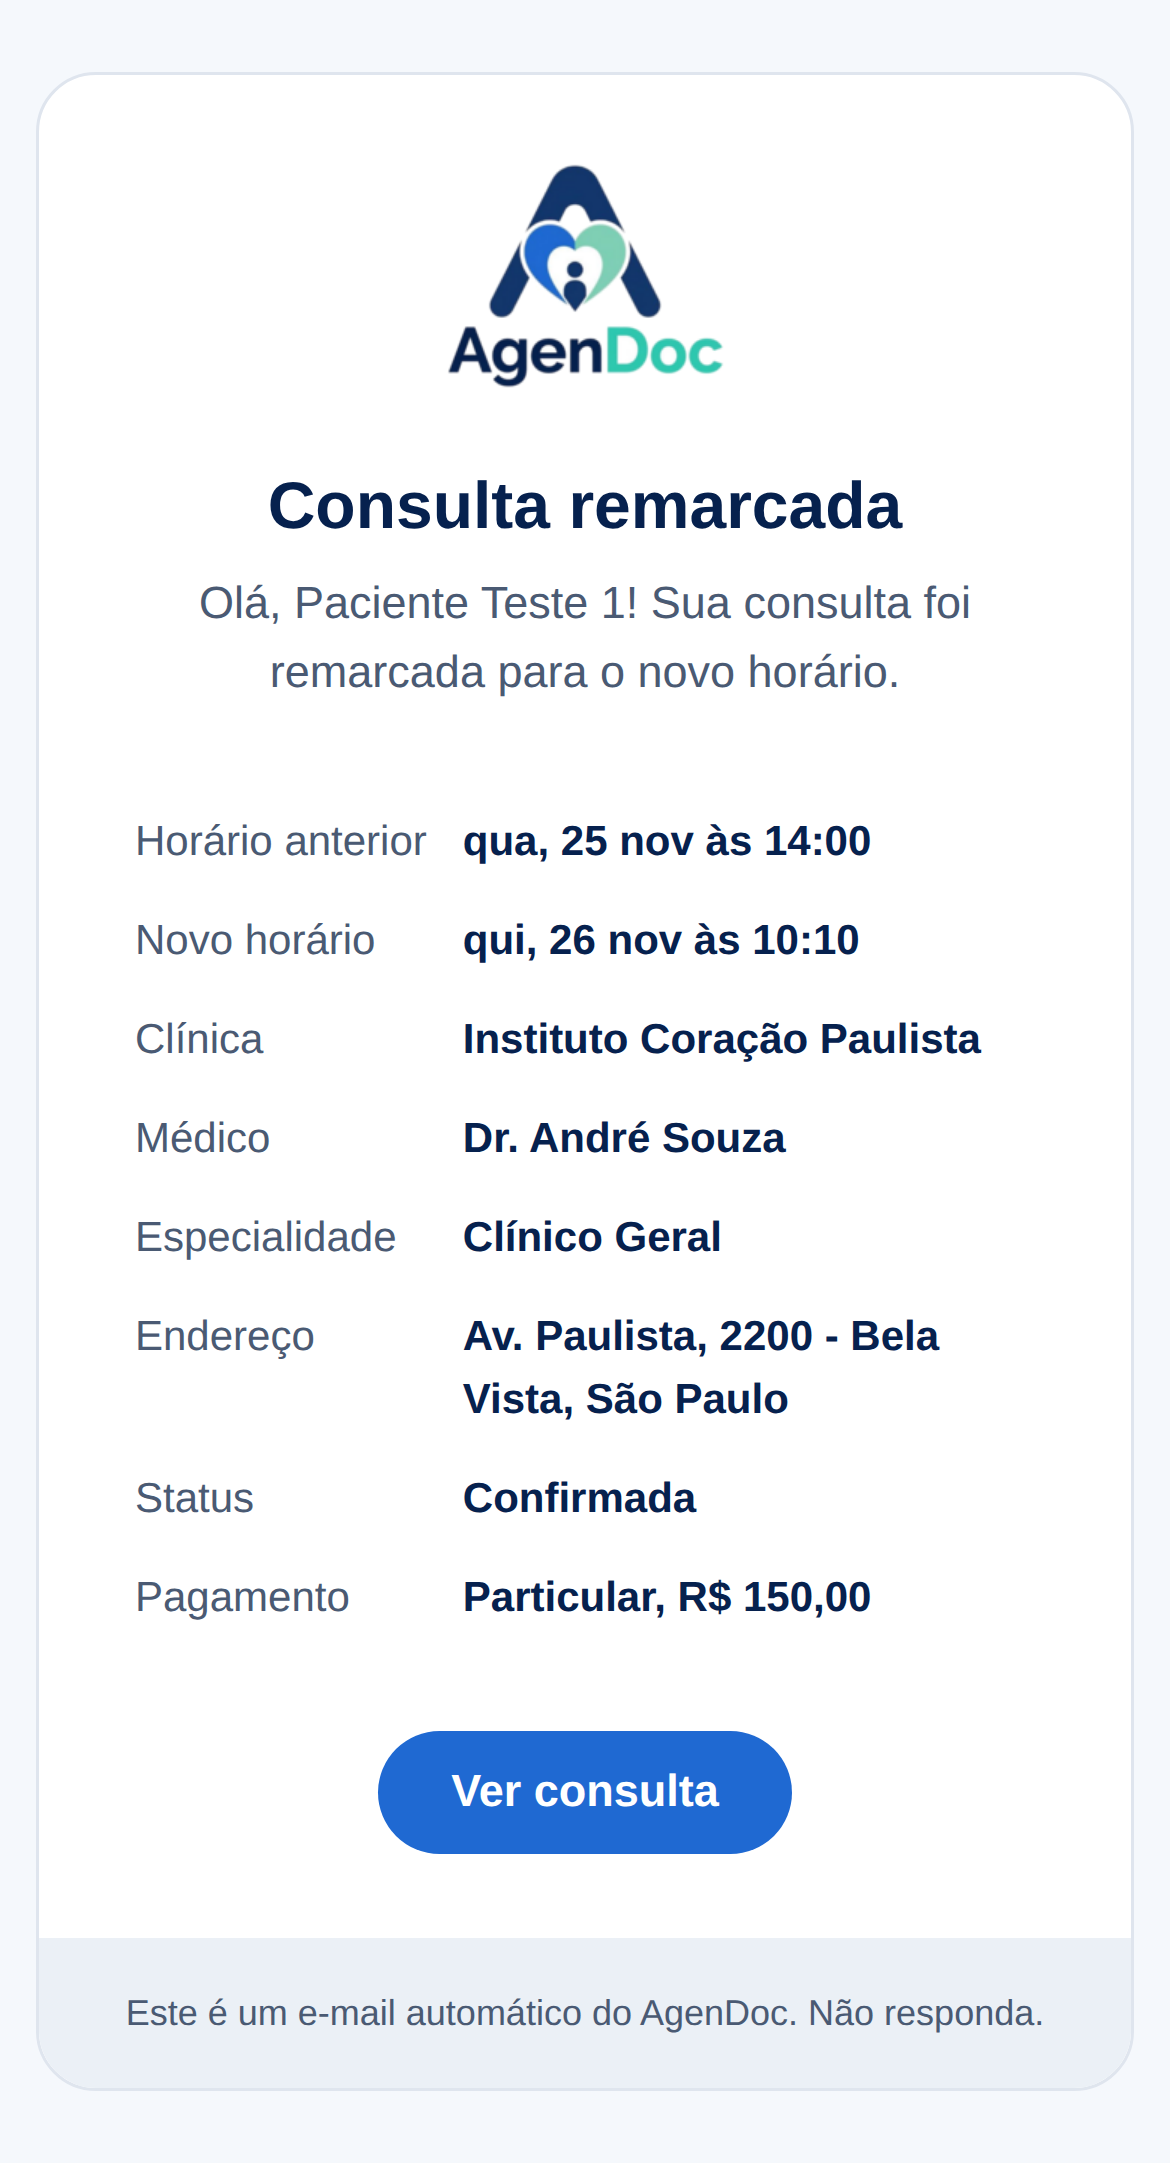 AgenDoc
Consulta remarcada
Olá, Paciente Teste 1! Sua consulta foi
remarcada para o novo horário.
Horário anterior qua, 25 nov às 14:00
Novo horário qui, 26 nov às 10:10
Clínica Instituto Coração Paulista
Médico Dr. André Souza
Especialidade Clínico Geral
Endereço Av. Paulista, 2200 - Bela
Vista, São Paulo
Status Confirmada
Pagamento Particular, R$ 150,00
Ver consulta
Este é um e-mail automático do AgenDoc. Não responda.